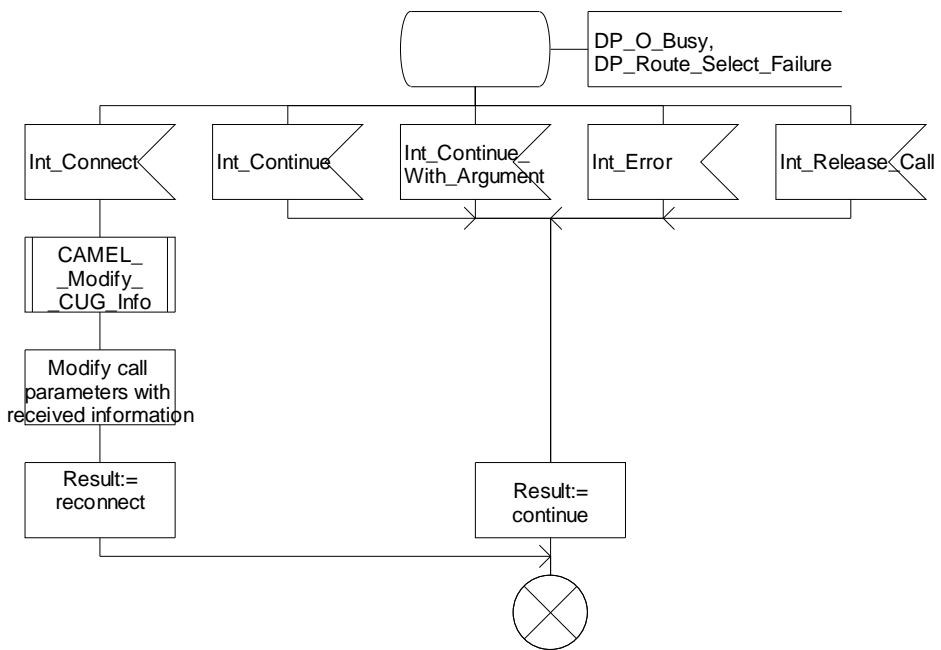 DP_O_Busy,
DP_Route_Select_Failure
Int_Connect
Int_Continue
Int_Continue_
With_Argument
Int_Error
Int_Release_Call
CAMEL_
_Modify_
_CUG_Info
Modify call
parameters with
received information
Result:=
reconnect
Result:=
continue